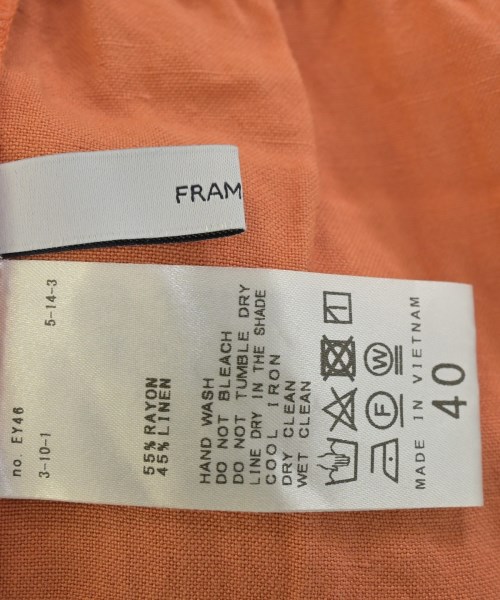 FRAM
no. EY46
3-10-1
5-14-3
55% RAYON
45% LINEN
HAND WASH
DO NOT BLEACH
DO NOT TUMBLE DRY
LINE DRY IN THE SHADE
COOL IRON
DRY CLEAN
WET CLEAN
F W
MADE IN VIETNAM
40